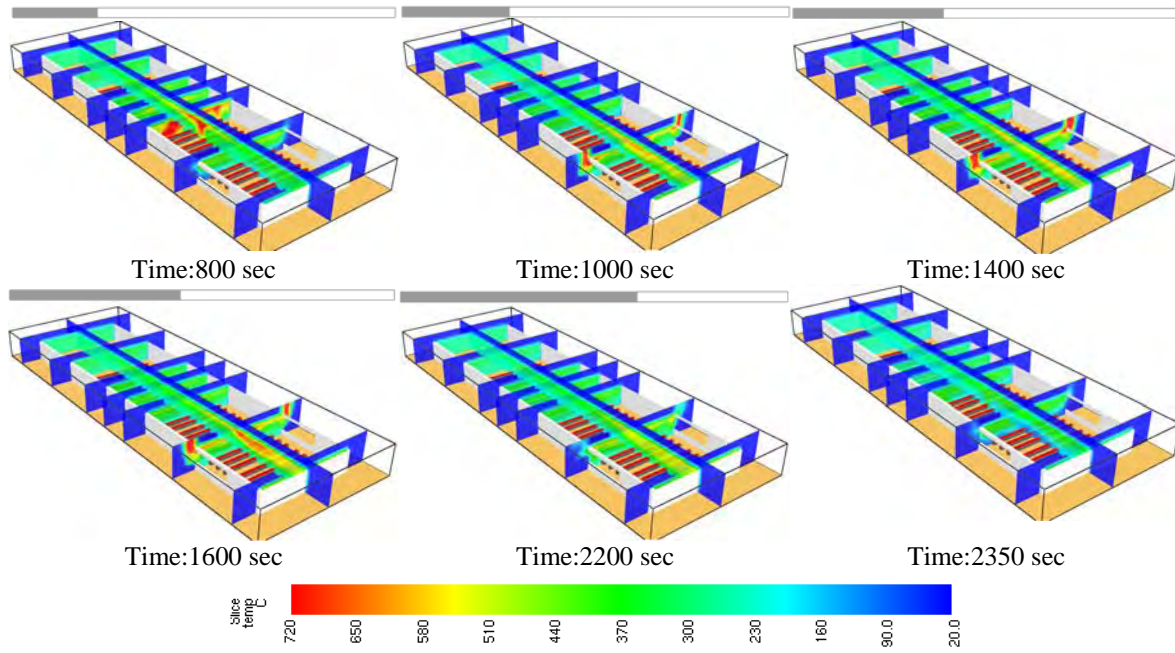 Time:800 sec
Time:1000 sec
Time:1400 sec
Time:1600 sec
Time:2200 sec
Time:2350 sec
Slice
temp
C
720
650
580
510
440
370
300
230
160
90.0
20.0